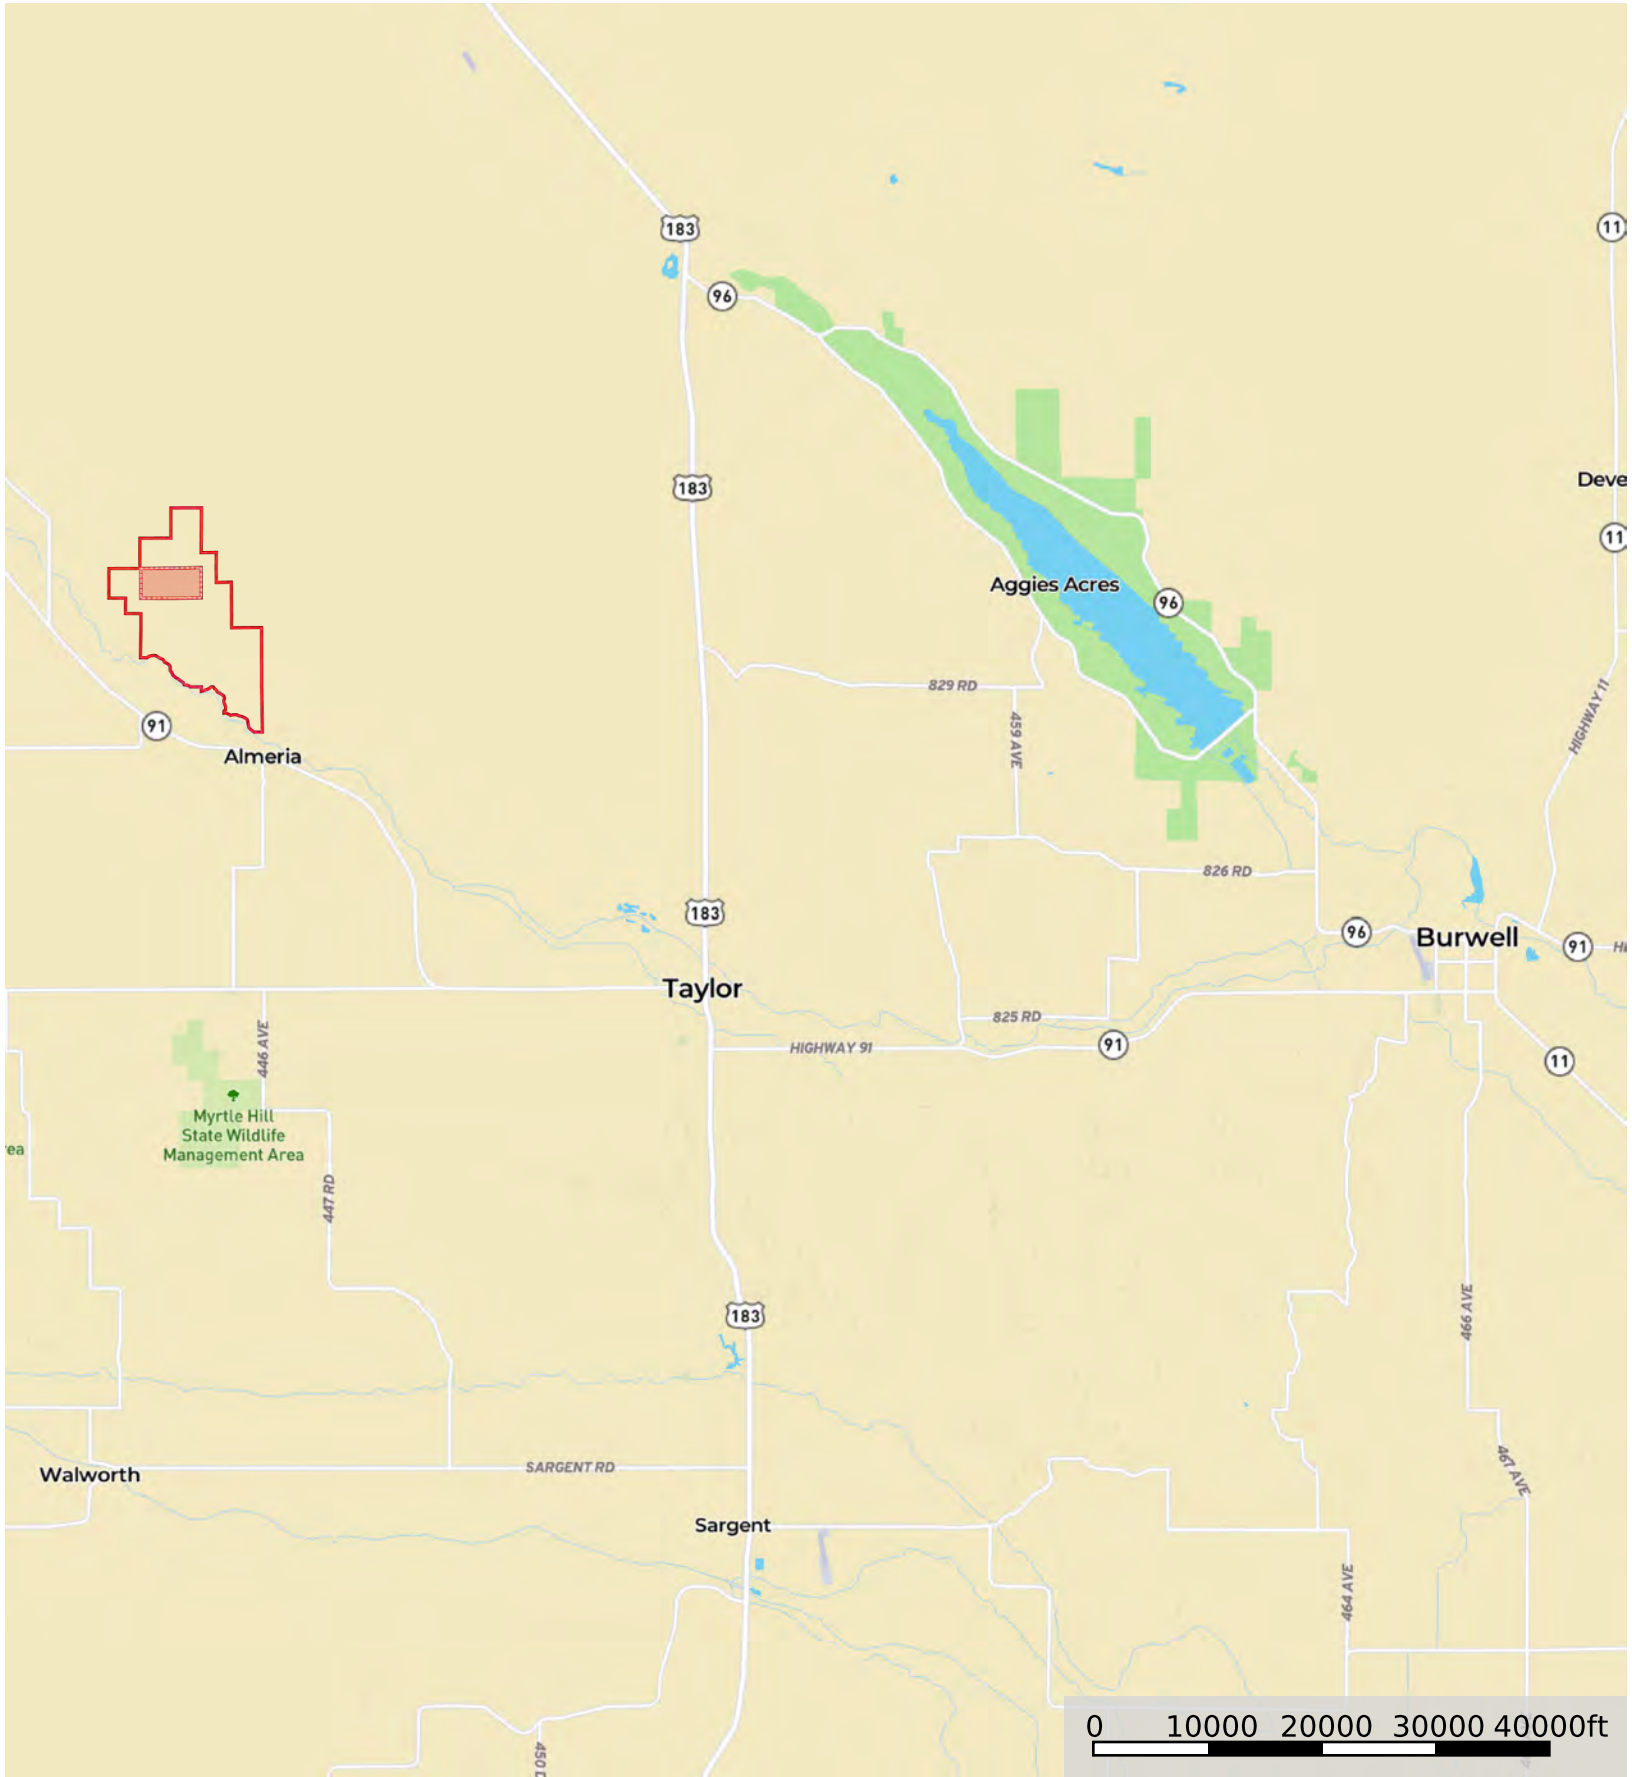 183
11
96
183
Deve
11
Aggies Acres
96
829 RD
HIGHWAY 11
459 AVE
91
Almeria
826 RD
183
96
Burwell
91
Taylor
825 RD
446 AVE
HIGHWAY 91
91
11
Myrtle Hill
State Wildlife
Management Area
447 RD
183
466 AVE
467 AVE
SARGENT RD
Walworth
Sargent
464 AVE
0 10000 20000 30000 40000ft